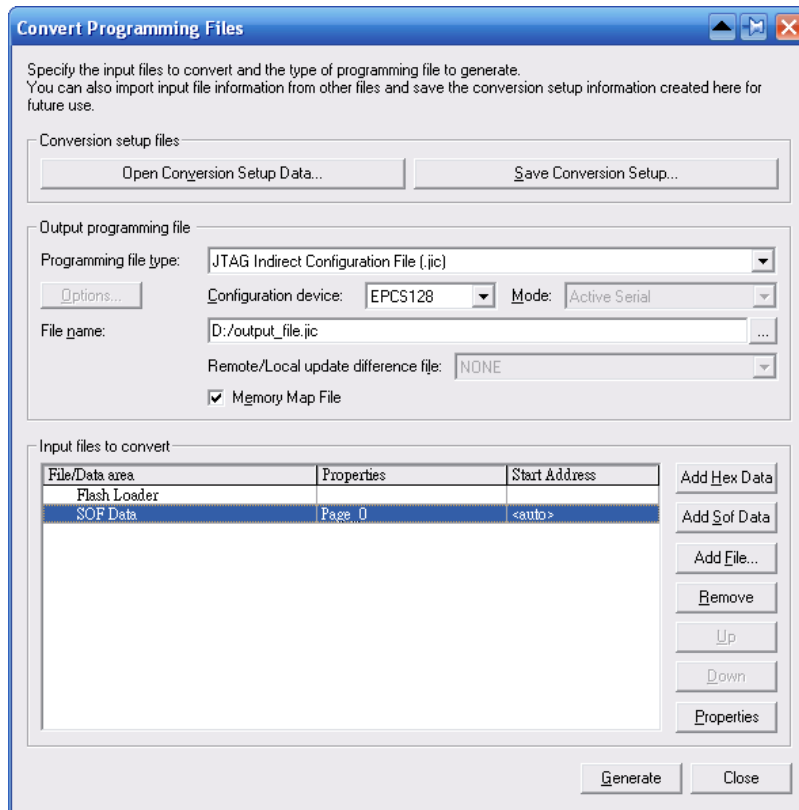 Convert Programming Files
Specify the input files to convert and the type of programming file to generate.
You can also import input file information from other files and save the conversion setup information created here for
future use.
Conversion setup files
Open Conversion Setup Data...
Save Conversion Setup...
Output programming file
Programming file type:
JTAG Indirect Configuration File (.jic)
Options...
Configuration device:
EPCS128
Mode:
Active Serial
File name:
D:/output_file.jic
...
Remote/Local update difference file:
NONE
Memory Map File
Input files to convert
File/Data area
Properties
Start Address
Flash Loader
SOF Data
Page_0
<auto>
Add Hex Data
Add Sof Data
Add File...
Remove
Up
Down
Properties
Generate
Close